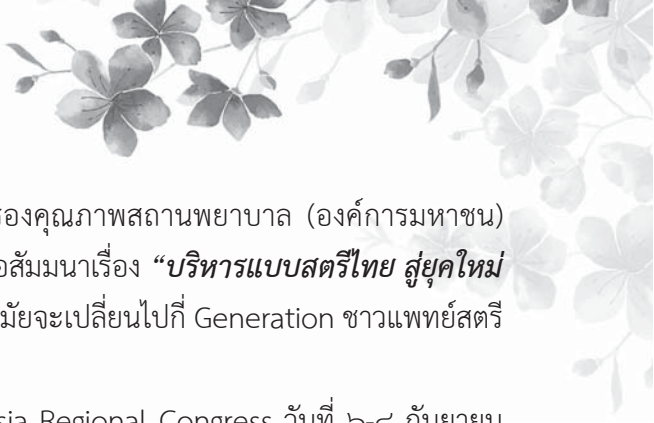 องคุณภาพสถานพยาบาล (องค์การมหาชน)
สัมมนาเรื่อง “บริหารแบบสตรีไทย สู่ยุคใหม่
มัยจะเปลี่ยนไปกี่ Generation ชาวแพทย์สตรี
sia Regional Congress วันที่ ๖-๘ กันยายน